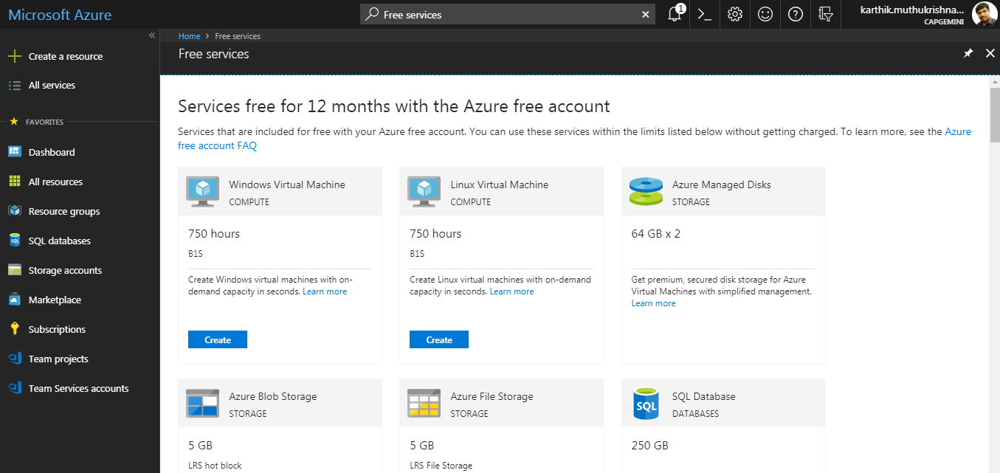 Microsoft Azure
Free services
1
karthik.muthukrishna...
CAPGEMINI
Home > Free services
Free services
Create a resource
All services
FAVORITES
Dashboard
All resources
Resource groups
SQL
SQL databases
Storage accounts
Marketplace
Subscriptions
Team projects
Team Services accounts
Services free for 12 months with the Azure free account
Services that are included for free with your Azure free account. You can use these services within the limits listed below without getting charged. To learn more, see the Azure
free account FAQ
Windows Virtual Machine
COMPUTE
750 hours
B1S
Create Windows virtual machines with on-
demand capacity in seconds. Learn more
Create
Linux Virtual Machine
COMPUTE
750 hours
B1S
Create Linux virtual machines with on-demand
capacity in seconds. Learn more
Create
Azure Managed Disks
STORAGE
64 GB x 2
Get premium, secured disk storage for Azure
Virtual Machines with simplified management.
Learn more
Azure Blob Storage
STORAGE
5 GB
LRS hot block
Azure File Storage
STORAGE
5 GB
LRS File Storage
SQL
SQL Database
DATABASES
250 GB